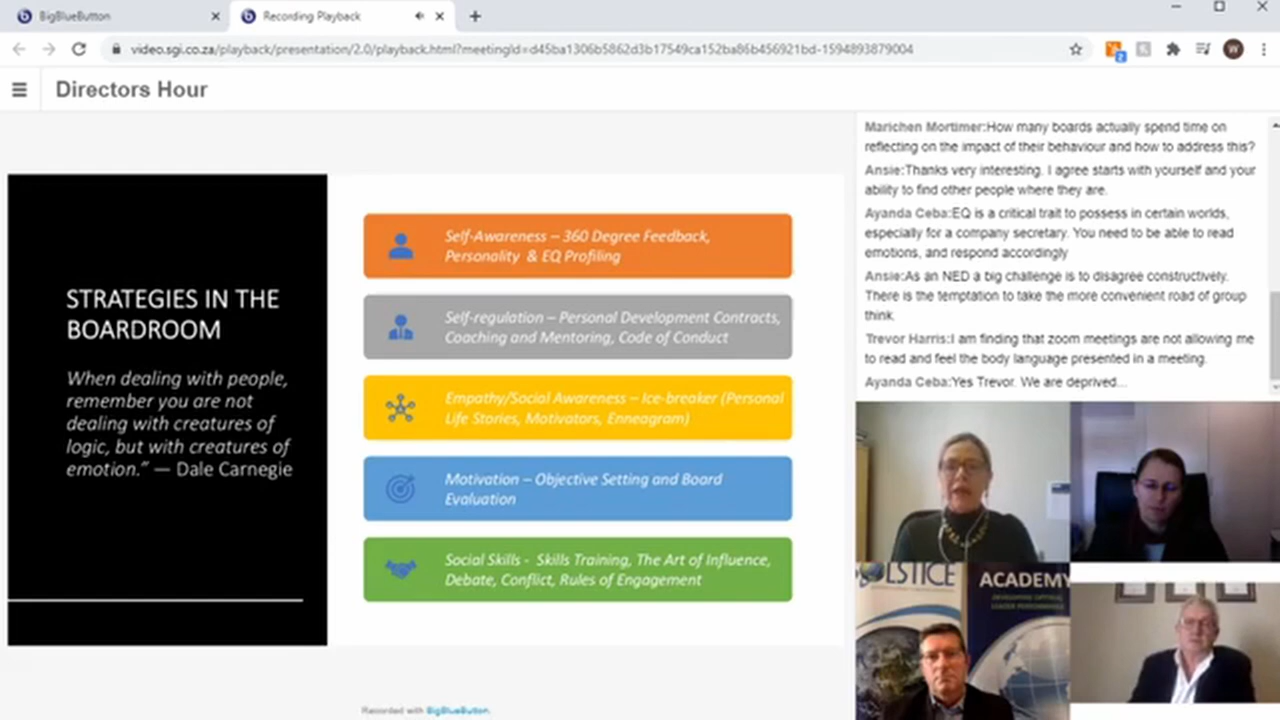 BigBlueButton
Recording Playback
video.sgi.co.za/playback/presentation/2.0/playback.html?meetingId=d45ba1306b5862d3b17549ca152ba86b456921bd-1594893879004
2
W
Directors Hour
STRATEGIES IN THE
BOARDROOM
When dealing with people,
remember you are not
dealing with creatures of
logic, but with creatures of
emotion.” — Dale Carnegie
Self-Awareness – 360 Degree Feedback,
Personality & EQ Profiling
Self-regulation – Personal Development Contracts,
Coaching and Mentoring, Code of Conduct
Empathy/Social Awareness – Ice-breaker (Personal
Life Stories, Motivators, Enneagram)
Motivation – Objective Setting and Board
Evaluation
Social Skills - Skills Training, The Art of Influence,
Debate, Conflict, Rules of Engagement
Recorded with BigBlueButton.
Marichen Mortimer:How many boards actually spend time on
reflecting on the impact of their behaviour and how to address this?
Ansie:Thanks very interesting. I agree starts with yourself and your
ability to find other people where they are.
Ayanda Ceba:EQ is a critical trait to possess in certain worlds,
especially for a company secretary. You need to be able to read
emotions, and respond accordingly
Ansie:As an NED a big challenge is to disagree constructively.
There is the temptation to take the more convenient road of group
think.
Trevor Harris:I am finding that zoom meetings are not allowing me
to read and feel the body language presented in a meeting.
Ayanda Ceba:Yes Trevor. We are deprived...
OLSTICE
ACADEMY